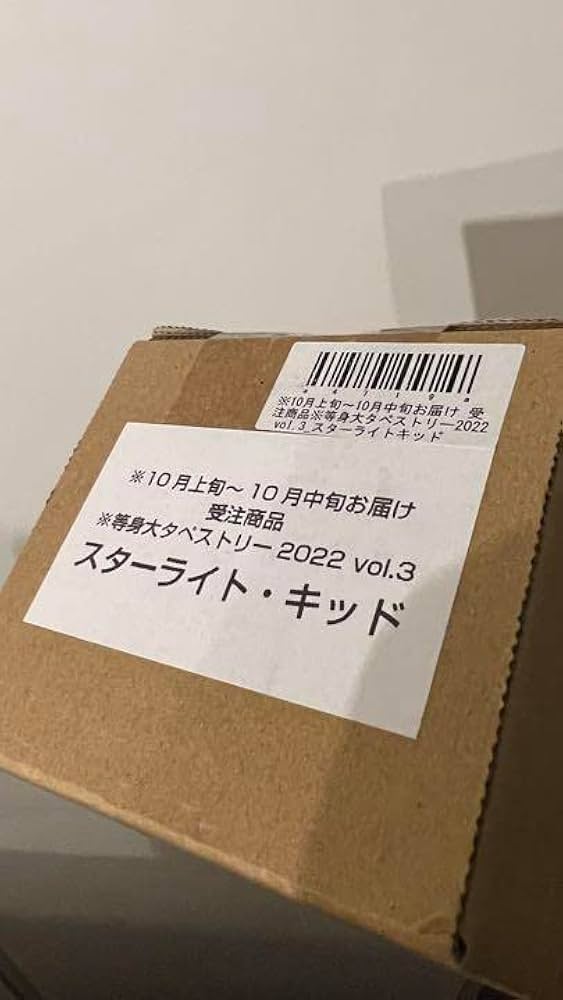 ※10月上旬～10月中旬お届け 受
注商品※等身大タペストリー2022
vol.3_スターライトキッド
※10月上旬～10月中旬お届け
受注商品
※等身大タペストリー2022 vol.3
スターライト・キッド